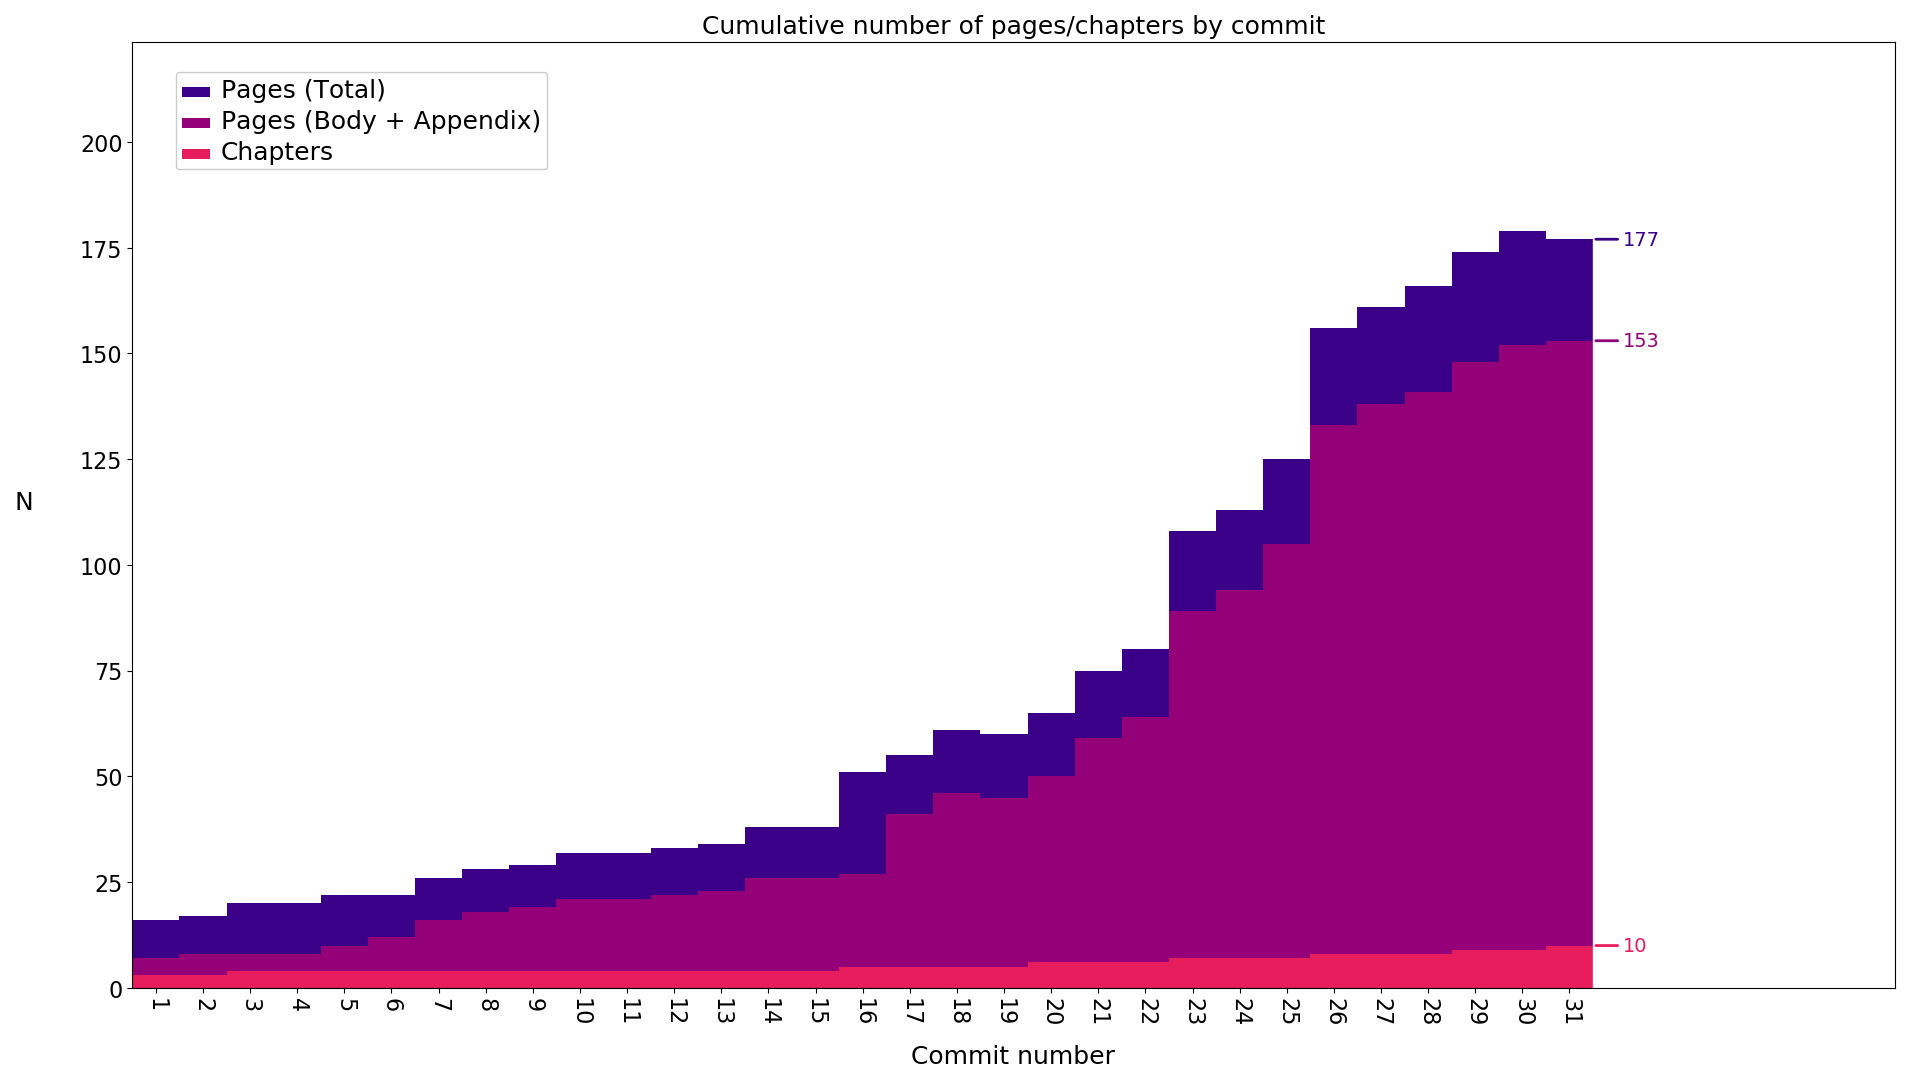 Cumulative number of pages/chapters by commit
Pages (Total)
Pages (Body + Appendix)
Chapters
200
175
150
125
100
75
50
25
0
N
177
153
10
1 2 3 4 5 6 7 8 9 10 11 12 13 14 15 16 17 18 19 20 21 22 23 24 25 26 27 28 29 30 31
Commit number